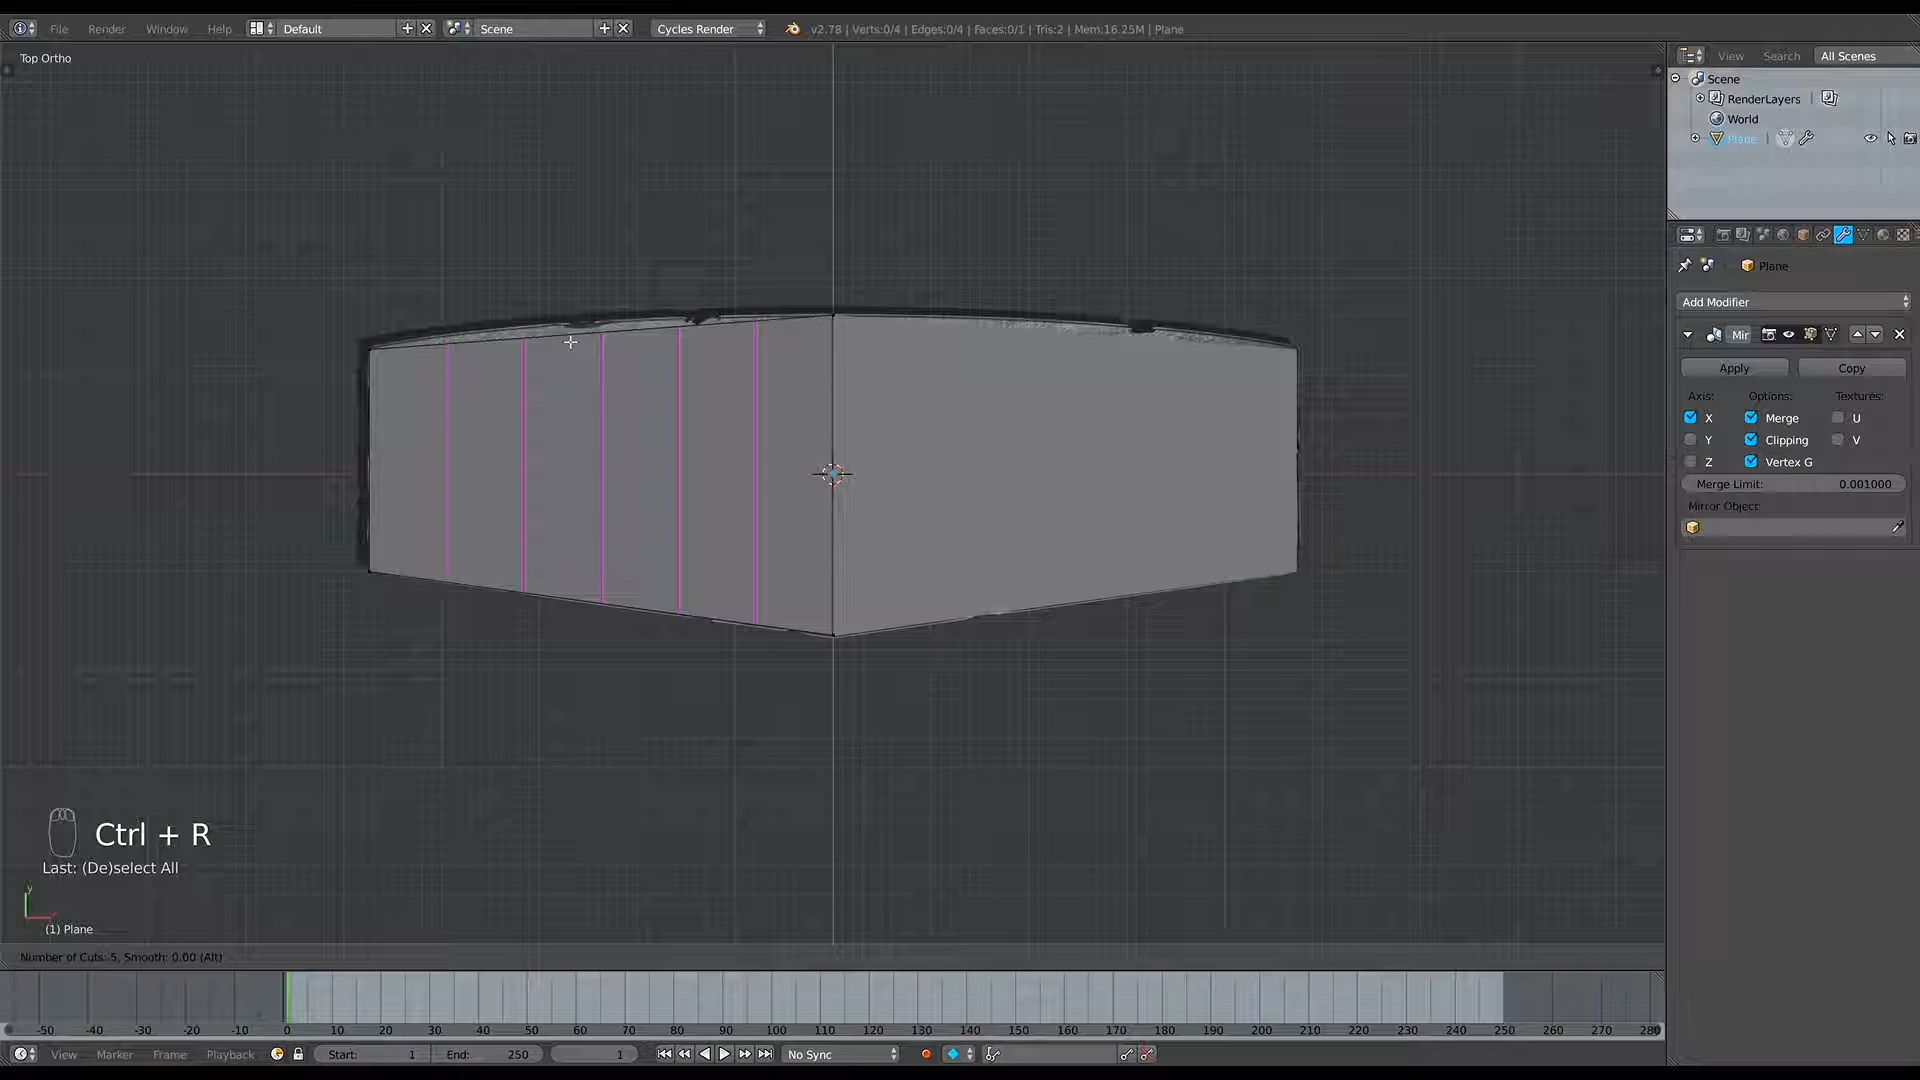 File Render Window Help Default Scene Cycles Render v2.78 | Verts:0/4 | Edges:0/4 | Faces:0/1 | Tris:2 | Mem:16.25M | Plane
Top Ortho
View Search All Scenes
Scene
RenderLayers
World
Plane
Plane
Add Modifier
Mir
Apply Copy
Axis: Options: Textures:
X Merge U
Y Clipping V
Z Vertex G
Merge Limit: 0.001000
Mirror Object:
Ctrl + R
Last: (De)select All
y
(1) Plane
Number of Cuts: 5, Smooth: 0.00 (Alt)
-50 -40 -30 -20 -10 0 10 20 30 40 50 60 70 80 90 100 110 120 130 140 150 160 170 180 190 200 210 220 230 240 250 260 270 280
View Marker Frame Playback Start: 1 End: 250 1 No Sync